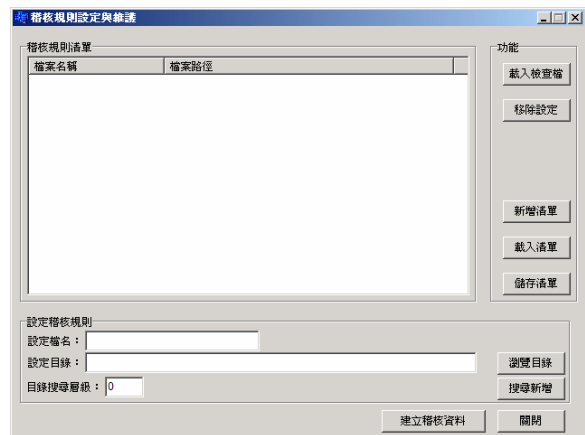 稽核規則設定與維護
稽核規則清單
檔案名稱 檔案路徑
功能
載入檢查檔
移除設定
新增清單
載入清單
儲存清單
設定稽核規則
設定檔名：
設定目錄：
瀏覽目錄
目錄搜尋層級： 0
搜尋新增
建立稽核資料 關閉